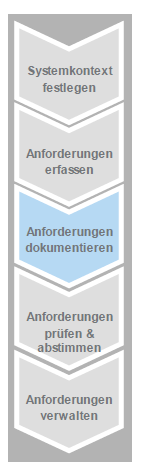 Systemkontext
festlegen
Anforderungen
erfassen
Anforderungen
dokumentieren
Anforderungen
prüfen &
abstimmen
Anforderungen
verwalten